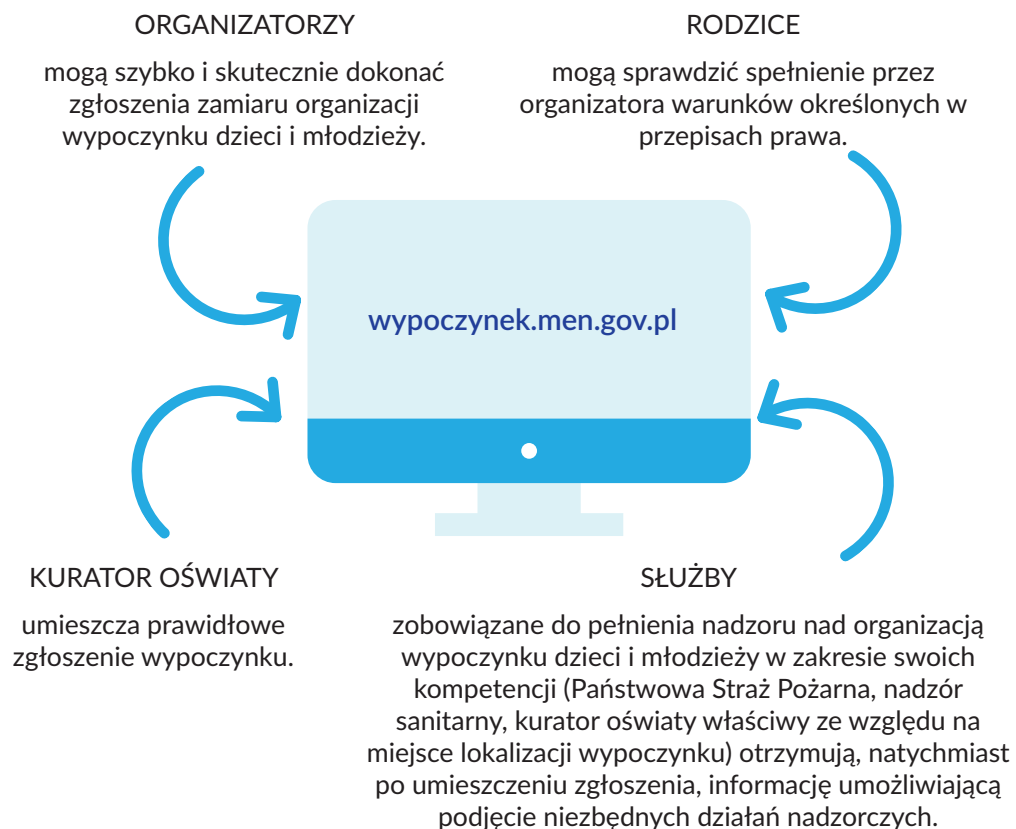 ORGANIZATORZY
mogą szybko i skutecznie dokonać
zgłoszenia zamiaru organizacji
wypoczynku dzieci i młodzieży.
RODZICE
mogą sprawdzić spełnienie przez
organizatora warunków określonych w
przepisach prawa.
wypoczynek.men.gov.pl
KURATOR OŚWIATY
umieszcza prawidłowe
zgłoszenie wypoczynku.
SŁUŻBY
zobowiązane do pełnienia nadzoru nad organizacją
wypoczynku dzieci i młodzieży w zakresie swoich
kompetencji (Państwowa Straż Pożarna, nadzór
sanitarny, kurator oświaty właściwy ze względu na
miejsce lokalizacji wypoczynku) otrzymują, natychmiast
po umieszczeniu zgłoszenia, informację umożliwiającą
podjęcie niezbędnych działań nadzorczych.